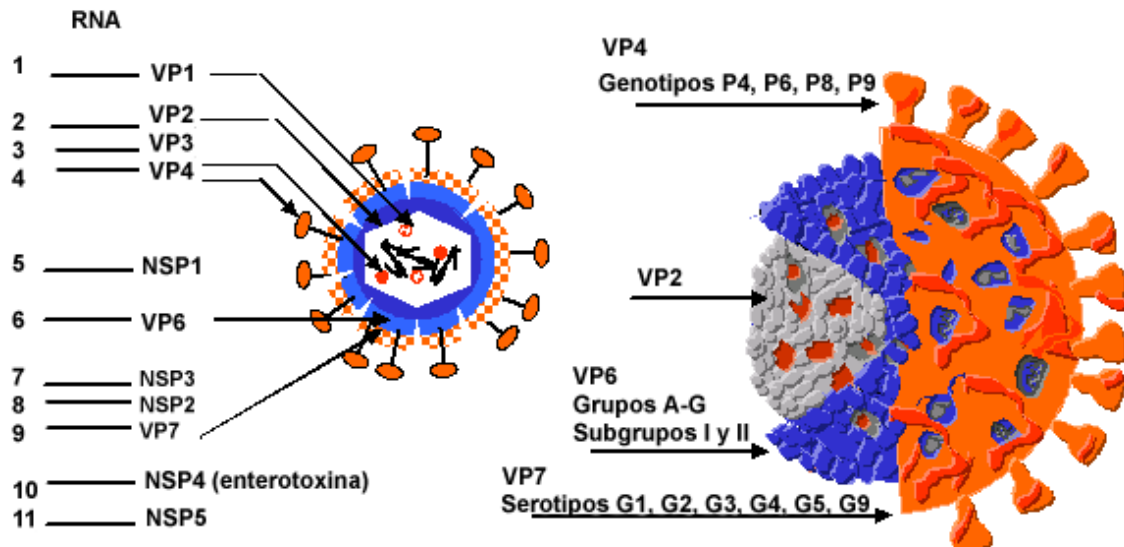 RNA
1 VP1
2 VP2
3 VP3
4 VP4
5 NSP1
6 VP6
7 NSP3
8 NSP2
9 VP7
10 NSP4 (enterotoxina)
11 NSP5
VP4
Genotipos P4, P6, P8, P9
VP2
VP6
Grupos A-G
Subgrupos I y II
VP7
Serotipos G1, G2, G3, G4, G5, G9